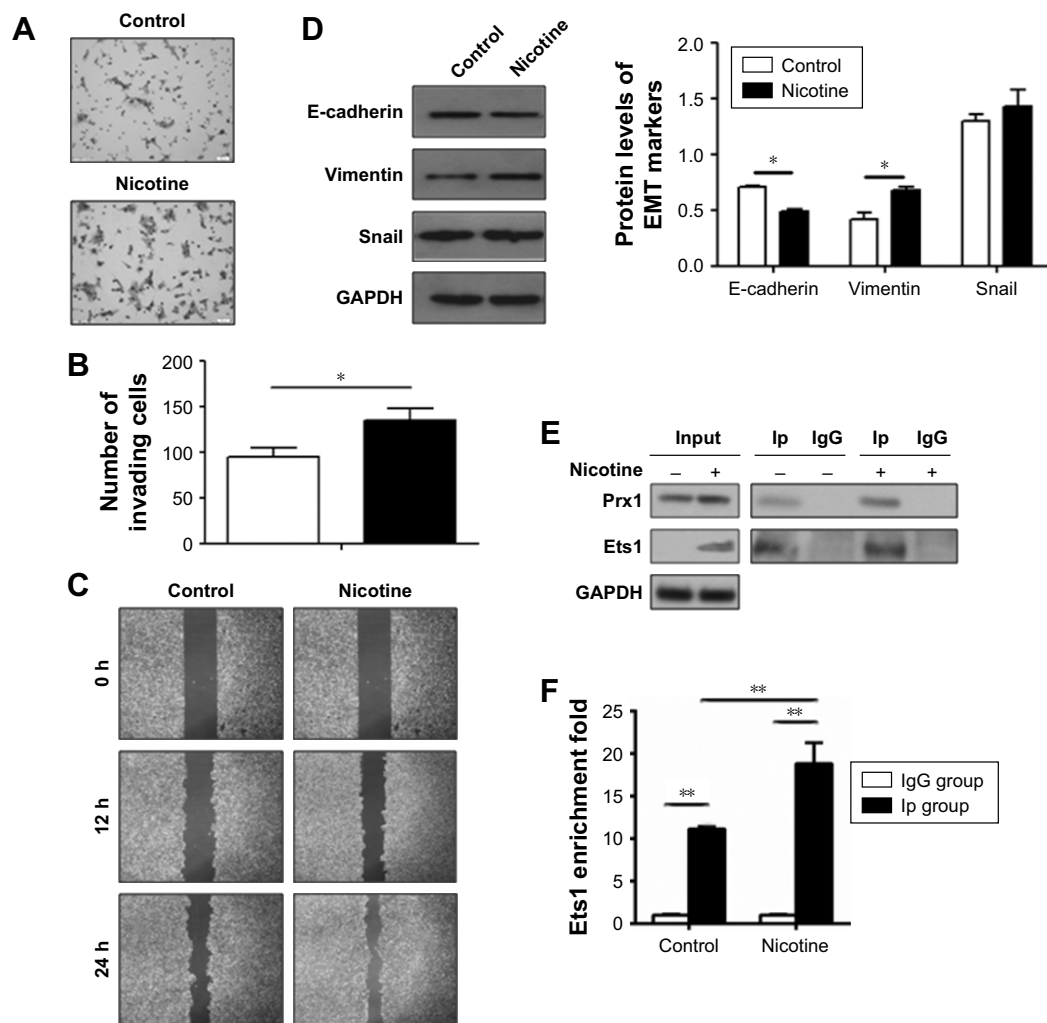 A
Control
Nicotine
B
Number of
invading cells
200
150
100
50
0
*
C
Control
Nicotine
0 h
12 h
24 h
D
Control
Nicotine
E-cadherin
Vimentin
Snail
GAPDH
Protein levels of
EMT markers
2.0
1.5
1.0
0.5
0.0
Control
Nicotine
*
*
E-cadherin
Vimentin
Snail
E
Input
Ip
IgG
Ip
IgG
Nicotine
– + – – + +
Prx1
Ets1
GAPDH
F
Ets1 enrichment fold
25
20
15
10
5
0
**
**
**
Control
Nicotine
IgG group
Ip group